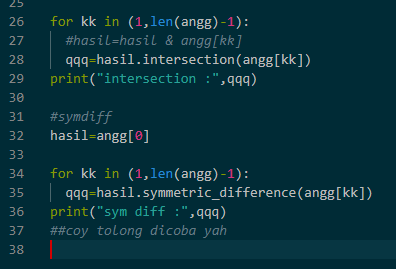 25
26 for kk in (1,len(angg)-1):
27 #hasil=hasil & angg[kk]
28 qqq=hasil.intersection(angg[kk])
29 print("intersection :",qqq)
30
31 #symdiff
32 hasil=angg[0]
33
34 for kk in (1,len(angg)-1):
35 qqq=hasil.symmetric_difference(angg[kk])
36 print("sym diff :",qqq)
37 ##coy tolong dicoba yah
38